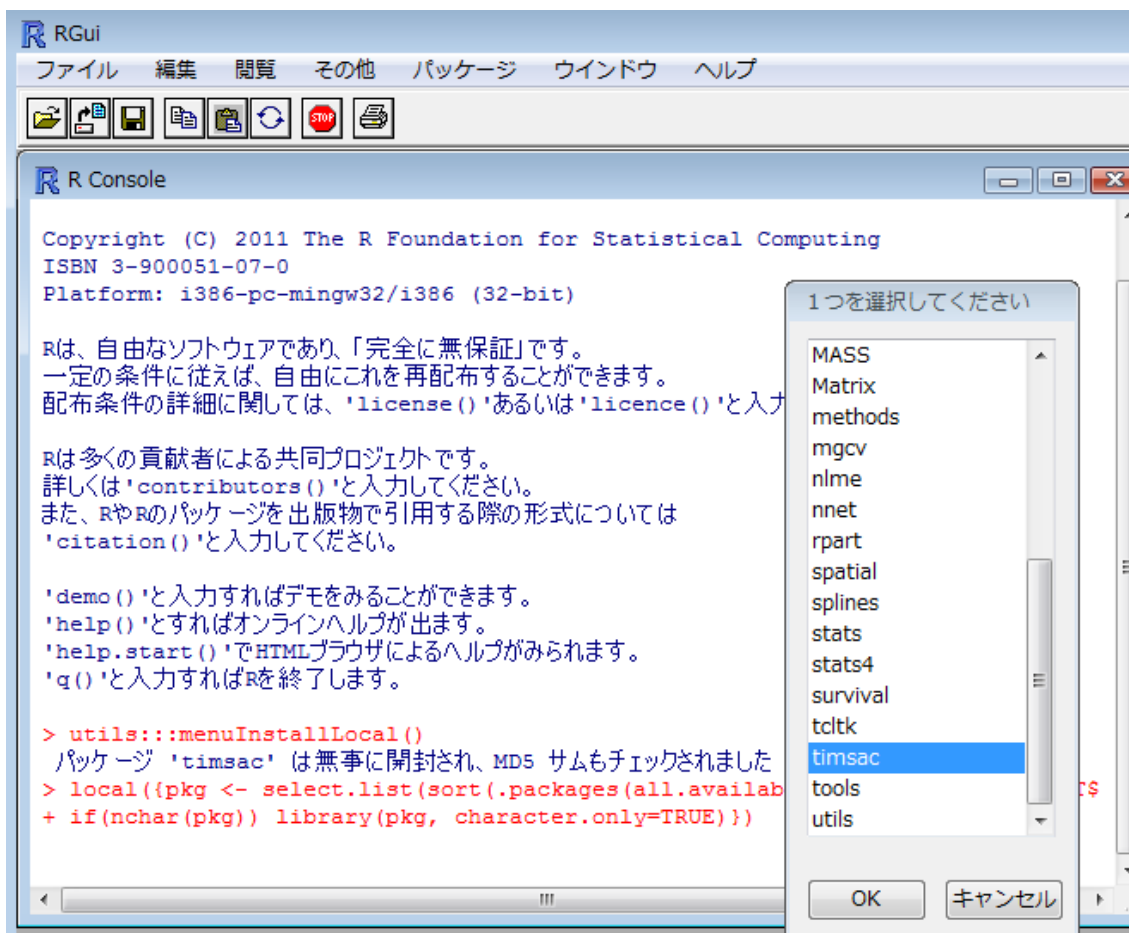 RGui
ファイル 編集 閲覧 その他 パッケージ ウインドウ ヘルプ
STOP
R Console
Copyright (C) 2011 The R Foundation for Statistical Computing
ISBN 3-900051-07-0
Platform: i386-pc-mingw32/i386 (32-bit)
Rは、自由なソフトウェアであり、「完全に無保証」です。
一定の条件に従えば、自由にこれを再配布することができます。
配布条件の詳細に関しては、'license()'あるいは'licence()'と入力
Rは多くの貢献者による共同プロジェクトです。
詳しくは'contributors()'と入力してください。
また、RやRのパッケージを出版物で引用する際の形式については
'citation()'と入力してください。
'demo()'と入力すればデモをみることができます。
'help()'とすればオンラインヘルプが出ます。
'help.start()'でHTMLブラウザによるヘルプがみられます。
'q()'と入力すればRを終了します。
> utils:::menuInstallLocal()
パッケージ 'timsac' は無事に開封され、MD5 サムもチェックされました
> local({pkg <- select.list(sort(.packages(all.availab
T$
+ if(nchar(pkg)) library(pkg, character.only=TRUE)})
1つを選択してください
MASS
Matrix
methods
mgcv
nlme
nnet
rpart
spatial
splines
stats
stats4
survival
tcltk
timsac
tools
utils
OK キャンセル